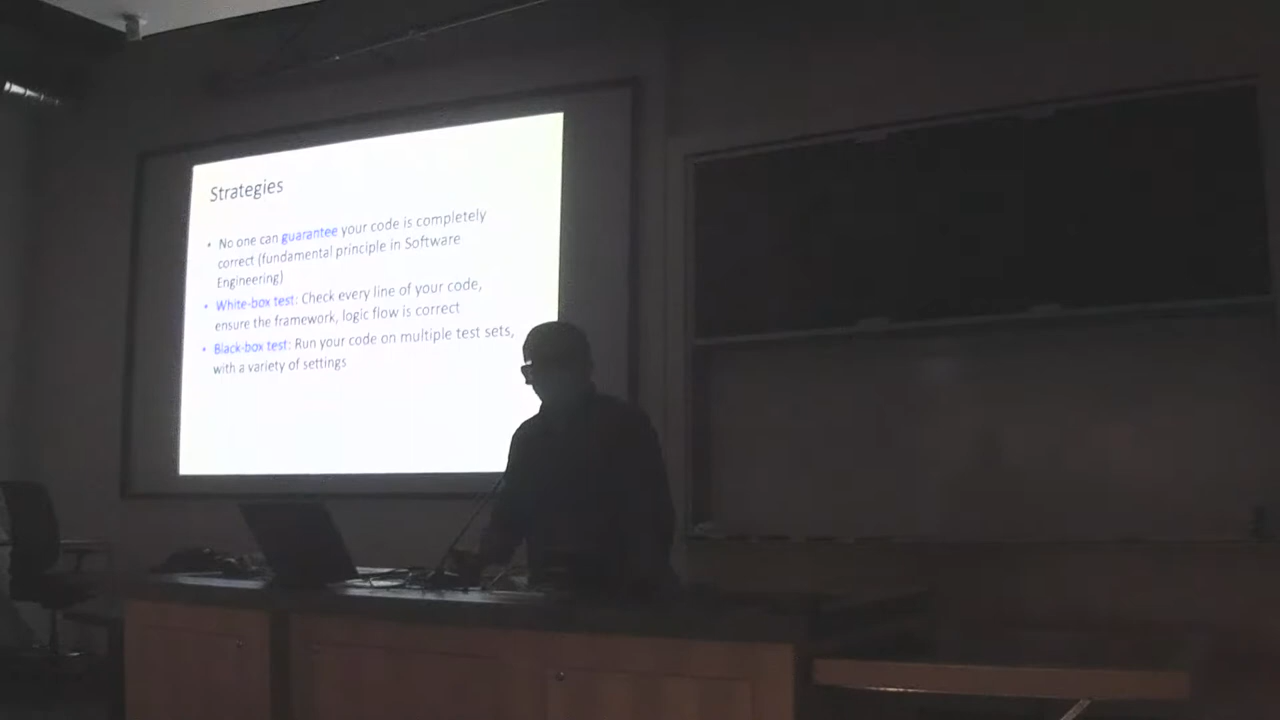 Strategies
• No one can guarantee your code is completely
correct (fundamental principle in Software
Engineering)
• White-box test: Check every line of your code,
ensure the framework, logic flow is correct
• Black-box test: Run your code on multiple test sets,
with a variety of settings